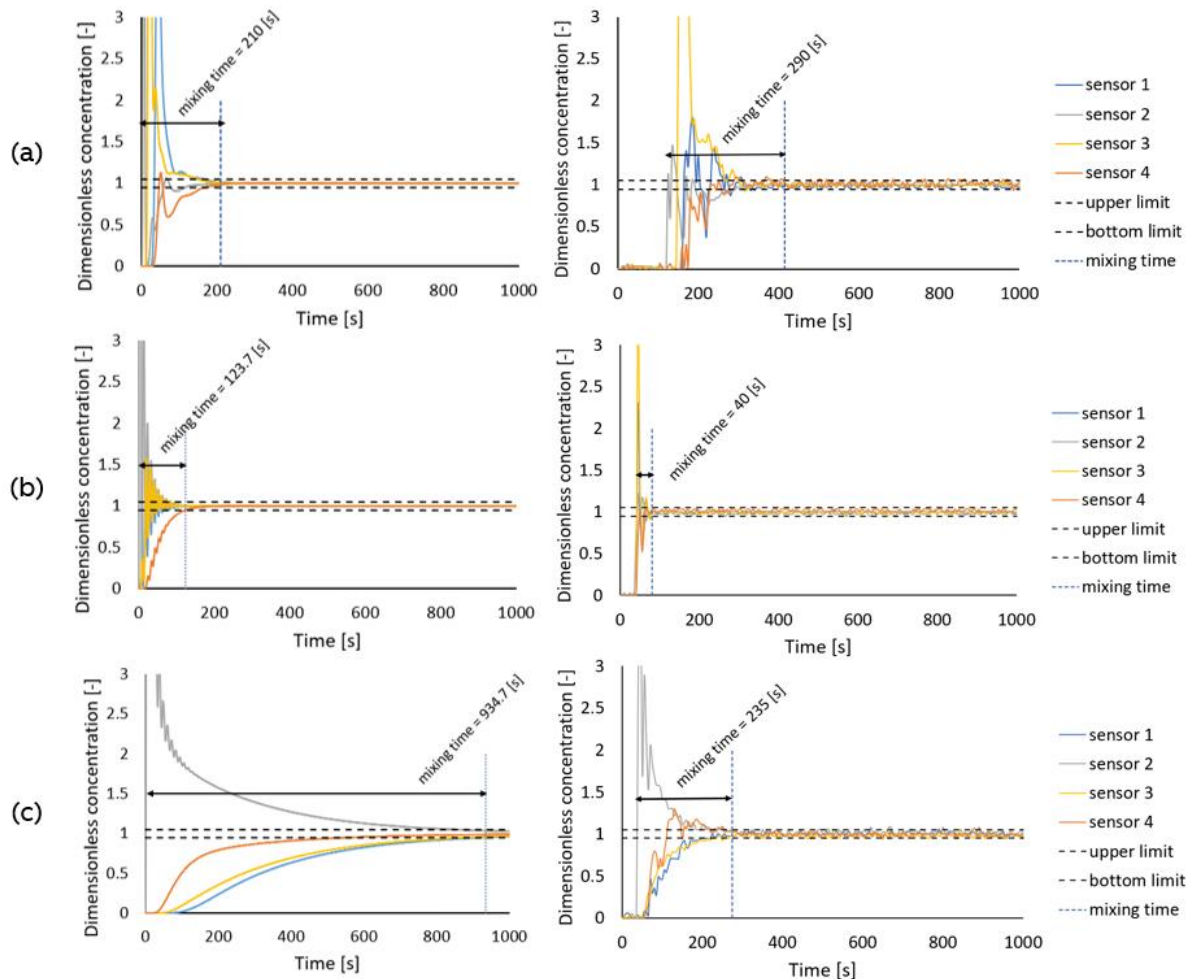 (a)
Dimensionless concentration [-]
3
2.5
2
1.5
1
0.5
0
mixing time = 210 [s]
0 200 400 600 800 1000
Time [s]
Dimensionless concentration [-]
3
2.5
2
1.5
1
0.5
0
mixing time = 290 [s]
0 200 400 600 800 1000
Time [s]
sensor 1
sensor 2
sensor 3
sensor 4
upper limit
bottom limit
mixing time
(b)
Dimensionless concentration [-]
3
2.5
2
1.5
1
0.5
0
mixing time = 123.7 [s]
0 200 400 600 800 1000
Time [s]
Dimensionless concentration [-]
3
2.5
2
1.5
1
0.5
0
mixing time = 40 [s]
0 200 400 600 800 1000
Time [s]
sensor 1
sensor 2
sensor 3
sensor 4
upper limit
bottom limit
mixing time
(c)
Dimensionless concentration [-]
3
2.5
2
1.5
1
0.5
0
mixing time = 934.7 [s]
0 200 400 600 800 1000
Time [s]
Dimensionless concentration [-]
3
2.5
2
1.5
1
0.5
0
mixing time = 235 [s]
0 200 400 600 800 1000
Time [s]
sensor 1
sensor 2
sensor 3
sensor 4
upper limit
bottom limit
mixing time